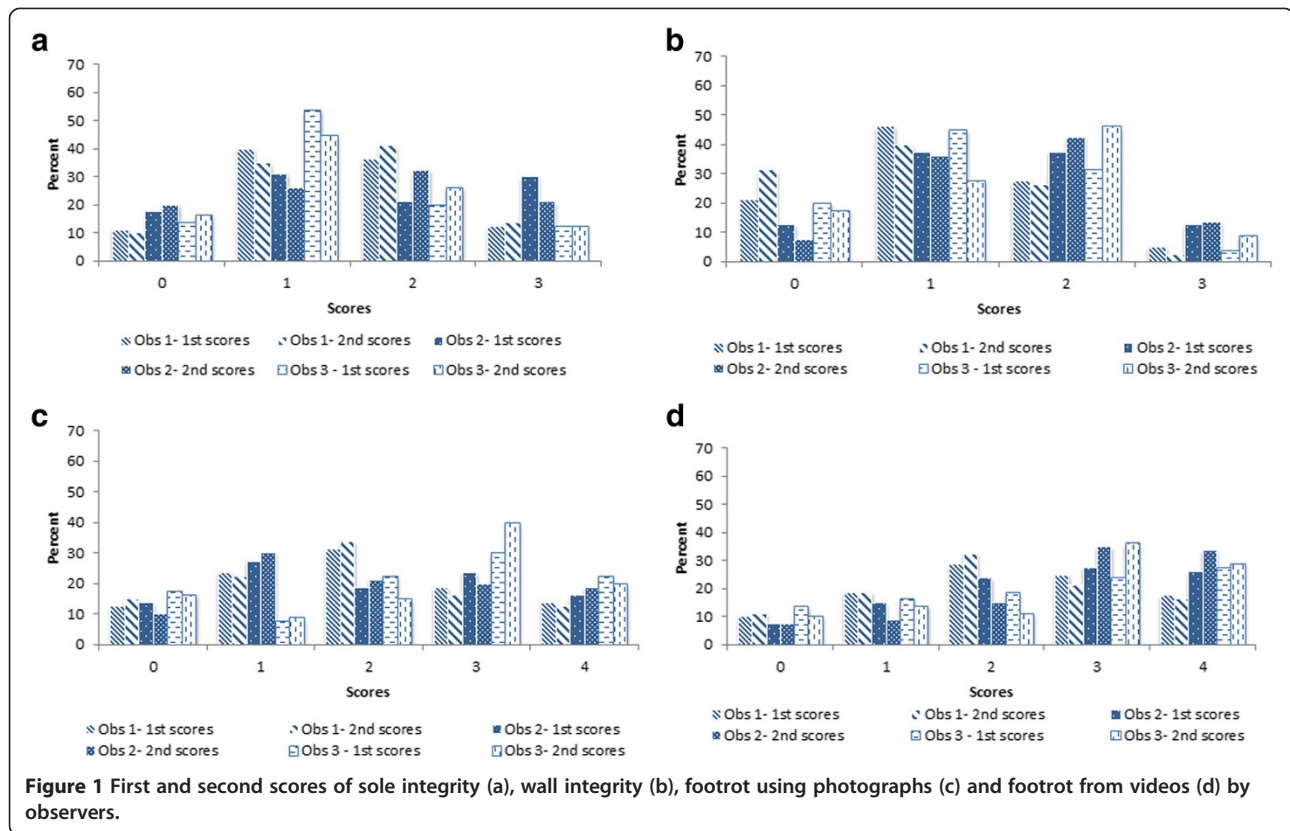 a
70
60
50
40
30
20
10
0
Percent
0 1 2 3
Scores
Obs 1- 1st scores Obs 1- 2nd scores Obs 2- 1st scores
Obs 2- 2nd scores Obs 3 - 1st scores Obs 3- 2nd scores
b
70
60
50
40
30
20
10
0
Percent
0 1 2 3
Scores
Obs 1- 1st scores Obs 1- 2nd scores Obs 2- 1st scores
Obs 2- 2nd scores Obs 3 - 1st scores Obs 3- 2nd scores
c
70
60
50
40
30
20
10
0
Percent
0 1 2 3 4
Scores
Obs 1- 1st scores Obs 1- 2nd scores Obs 2- 1st scores
Obs 2- 2nd scores Obs 3 - 1st scores Obs 3- 2nd scores
d
70
60
50
40
30
20
10
0
Percent
0 1 2 3 4
Scores
Obs 1- 1st scores Obs 1- 2nd scores Obs 2- 1st scores
Obs 2- 2nd scores Obs 3 - 1st scores Obs 3- 2nd scores
Figure 1 First and second scores of sole integrity (a), wall integrity (b), footrot using photographs (c) and footrot from videos (d) by
observers.